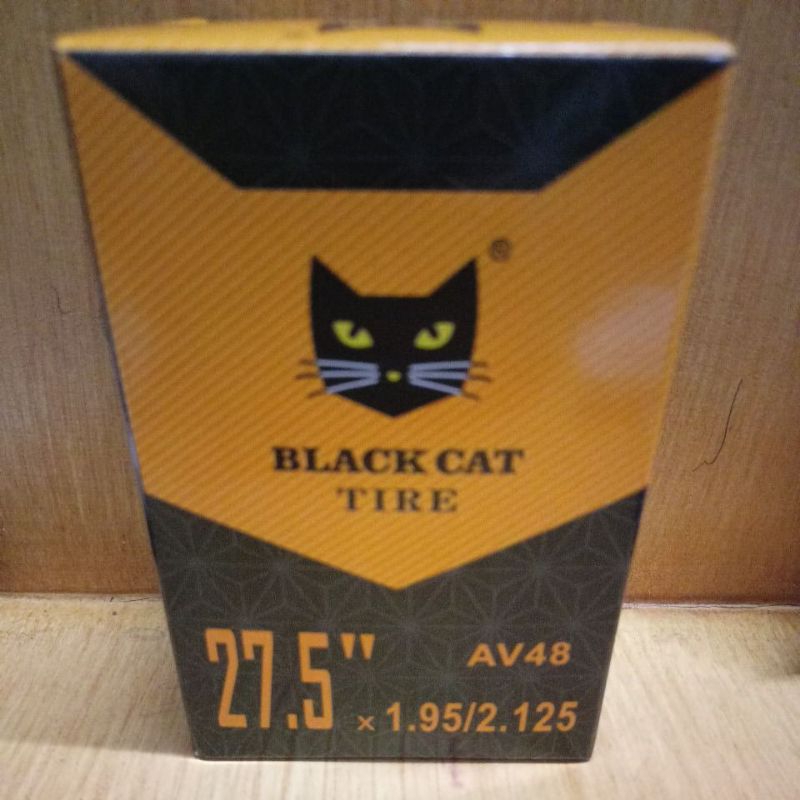 ®
BLACK CAT
TIRE
27.5" AV48
x 1.95/2.125